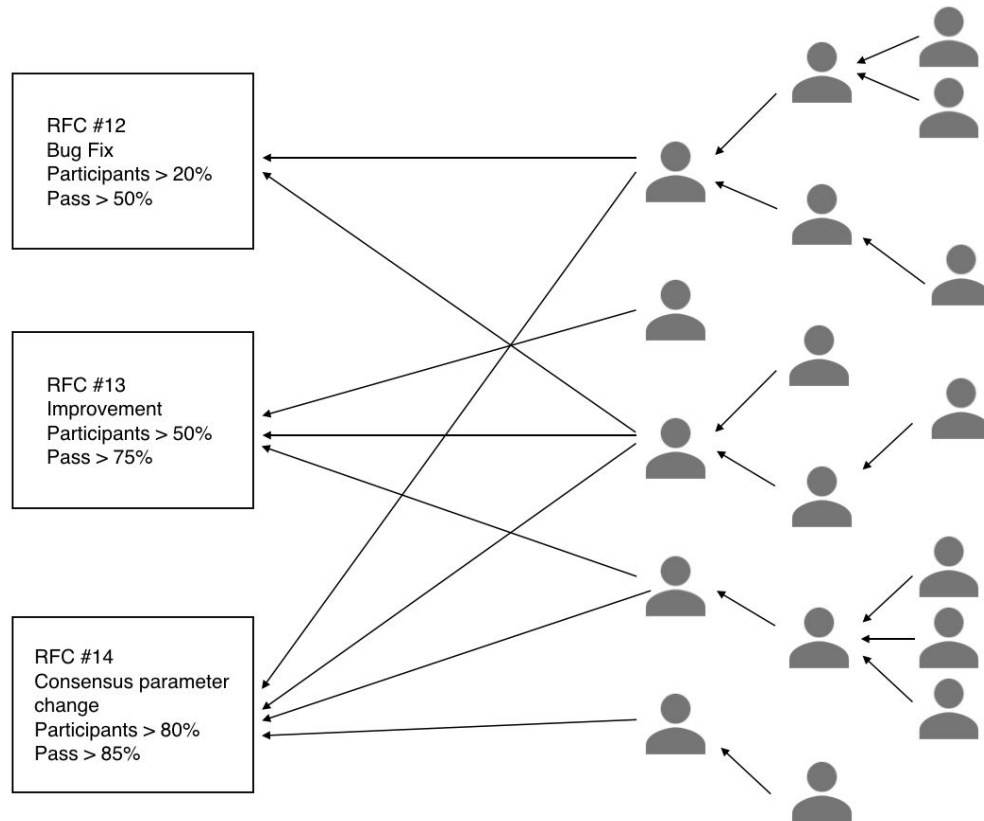 RFC #12
Bug Fix
Participants > 20%
Pass > 50%
RFC #13
Improvement
Participants > 50%
Pass > 75%
RFC #14
Consensus parameter
change
Participants > 80%
Pass > 85%